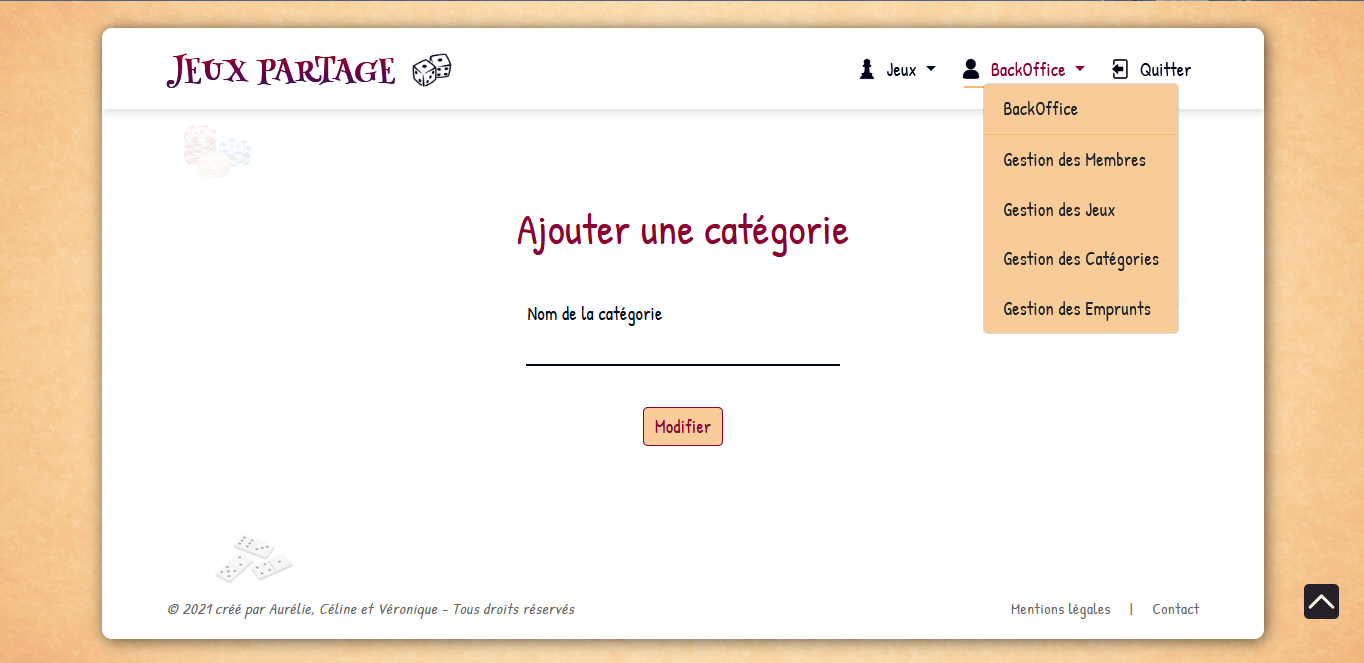 JEUX PARTAGE
Jeux
BackOffice
Quitter
BackOffice
Gestion des Membres
Gestion des Jeux
Gestion des Catégories
Gestion des Emprunts
Ajouter une catégorie
Nom de la catégorie
Modifier
© 2021 créé par Aurélie, Céline et Véronique - Tous droits réservés
Mentions légales | Contact